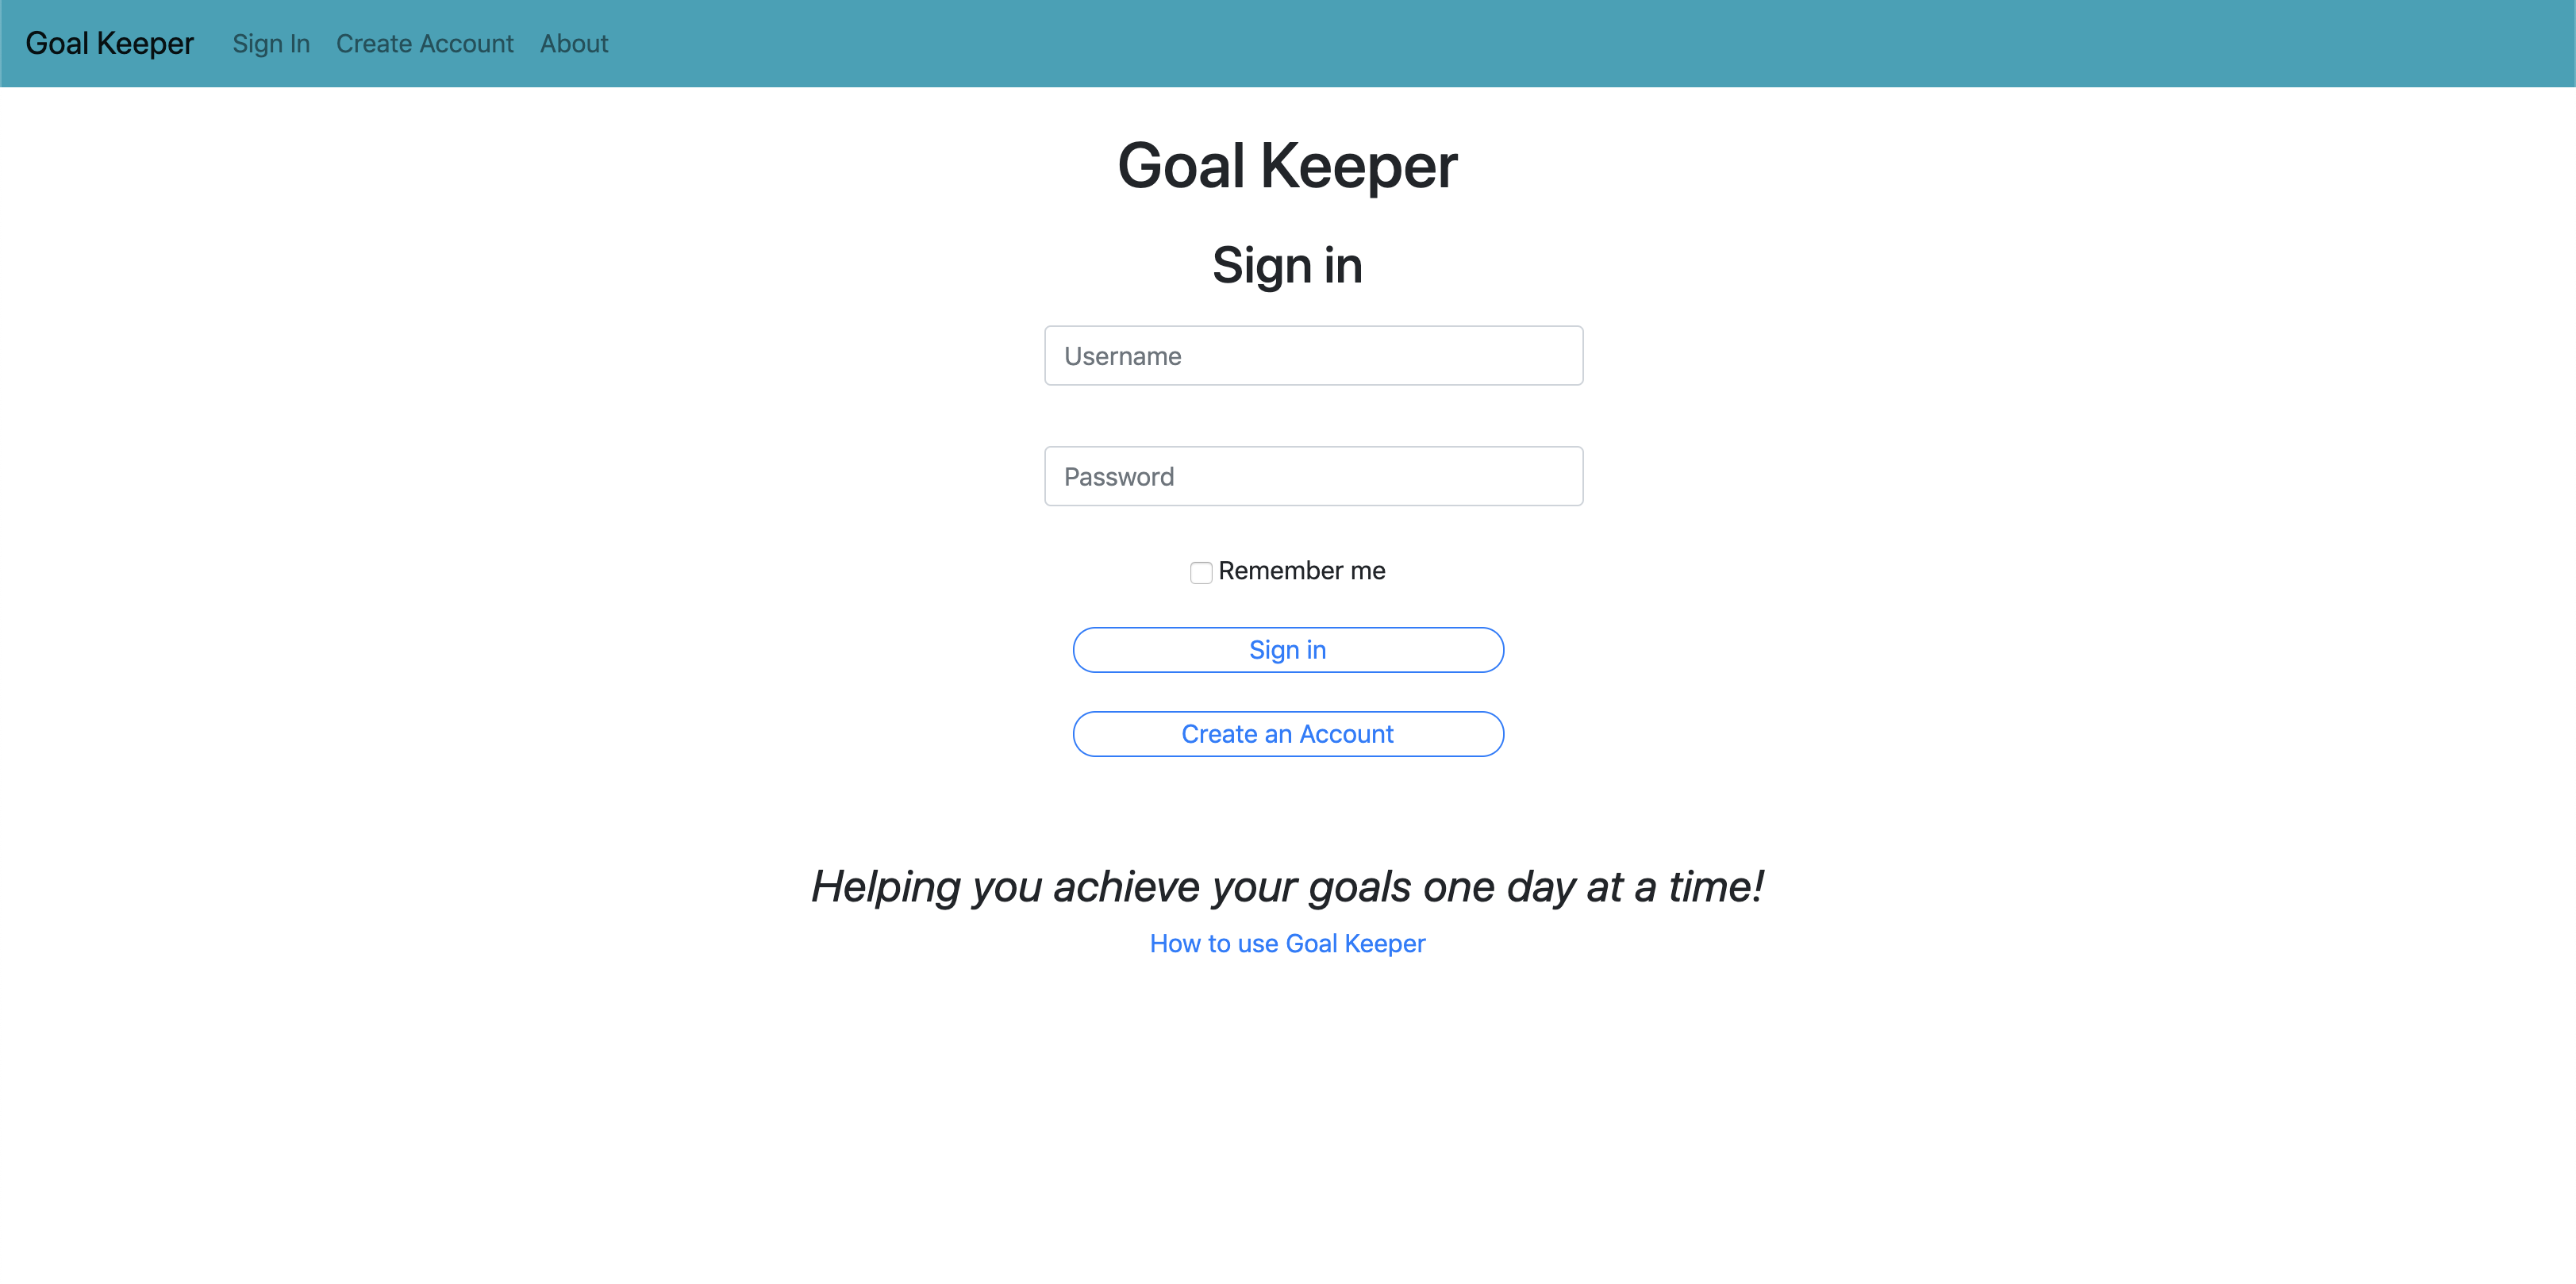 Goal Keeper Sign In Create Account About
Goal Keeper
Sign in
Username
Password
Remember me
Sign in
Create an Account
Helping you achieve your goals one day at a time!
How to use Goal Keeper